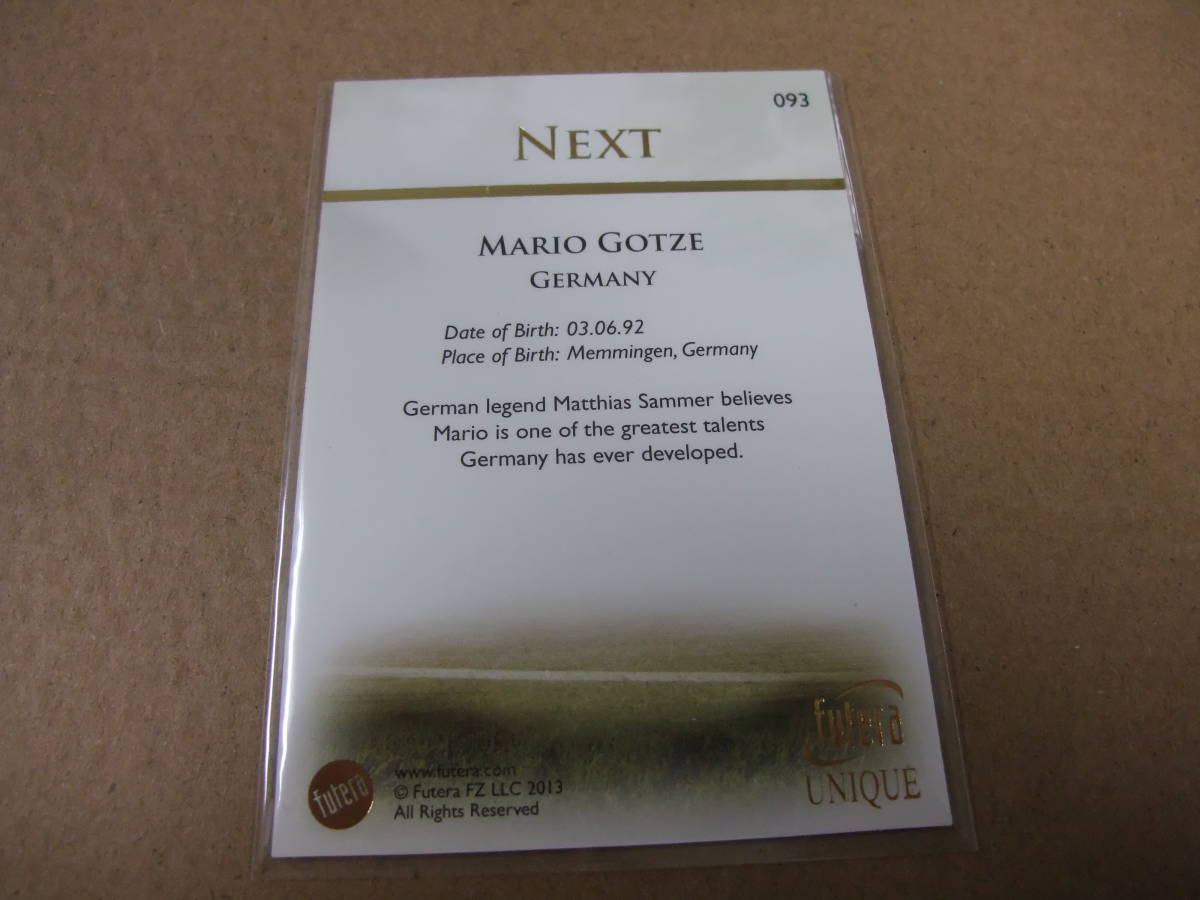 093
NEXT
MARIO GOTZE
GERMANY
Date of Birth: 03.06.92
Place of Birth: Memmingen, Germany
German legend Matthias Sammer believes
Mario is one of the greatest talents
Germany has ever developed.
futera
UNIQUE
futera
www.futera.com
© Futera FZ LLC 2013
All Rights Reserved